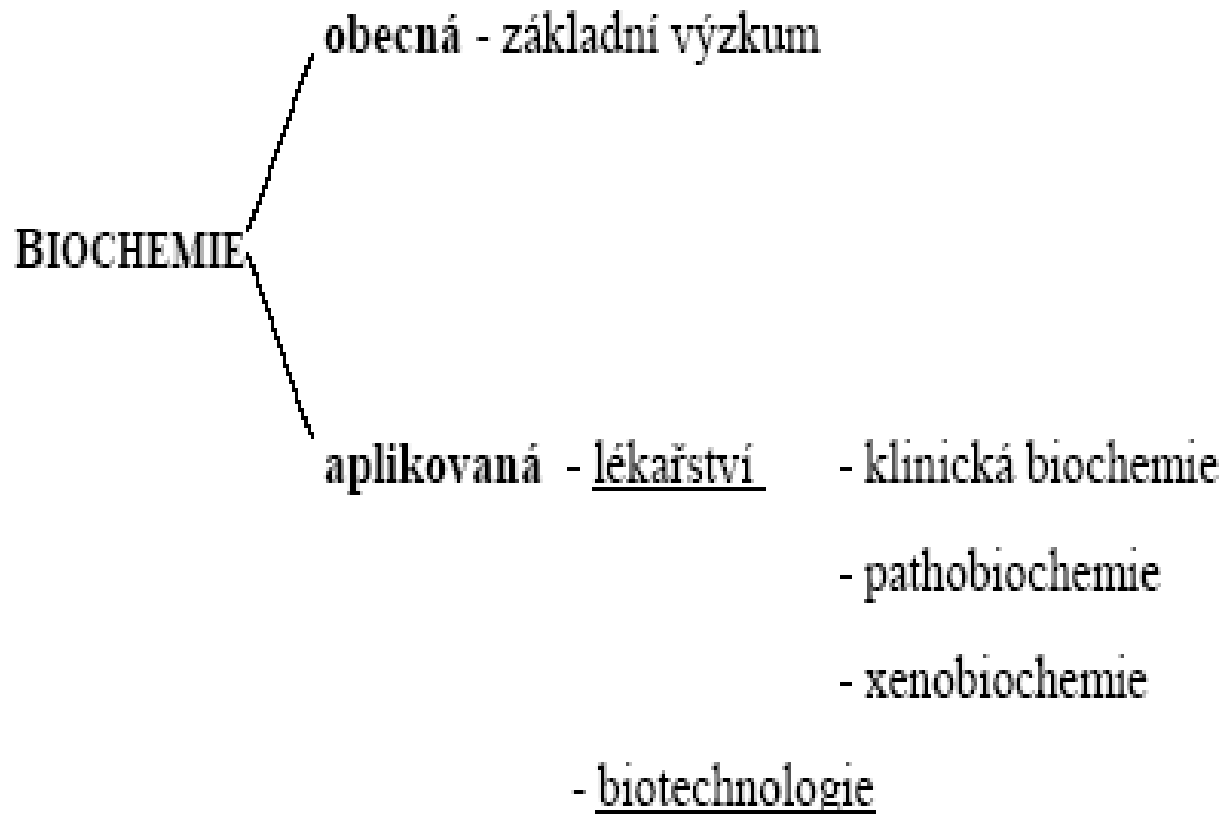 obecná - základní výzkum
BIOCHEMIE
aplikovaná - lékařství - klinická biochemie
- pathobiochemie
- xenobiochemie
- biotechnologie